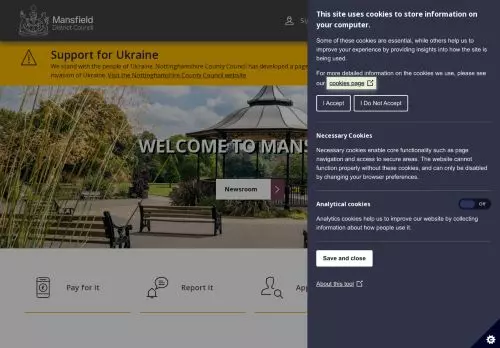 Mansfield
District Council
Support for Ukraine
We stand with the people of Ukraine. Nottinghamshire County Council has developed a page
invasion of Ukraine. Visit the Nottinghamshire County Council website
WELCOME TO MANS
Newsroom
Pay for it
Report it
App
This site uses cookies to store information on
your computer.
Some of these cookies are essential, while others help us to
improve your experience by providing insights into how the site is
being used.
For more detailed information on the cookies we use, please see
our cookies page
I Accept
I Do Not Accept
Necessary Cookies
Necessary cookies enable core functionality such as page
navigation and access to secure areas. The website cannot
function properly without these cookies, and can only be disabled
by changing your browser preferences.
Analytical cookies
Off
Analytics cookies help us to improve our website by collecting
information about how people use it.
Save and close
About this tool